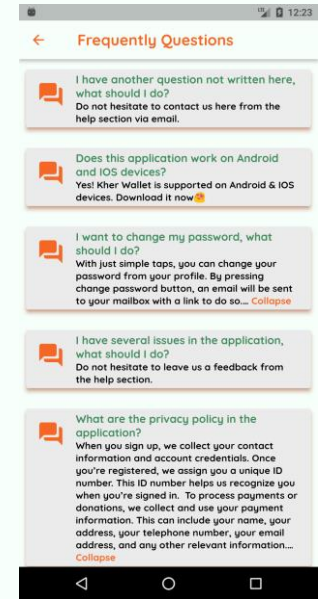 12:23
Frequently Questions
I have another question not written here,
what should I do?
Do not hesitate to contact us here from the
help section via email.
Does this application work on Android
and IOS devices?
Yes! Kher Wallet is supported on Android & IOS
devices. Download it now🤗
I want to change my password, what
should I do?
With just simple taps, you can change your
password from your profile. By pressing
change password button, an email will be sent
to your mailbox with a link to do so.... Collapse
I have several issues in the application,
what should I do?
Do not hesitate to leave us a feedback from
the help section.
What are the privacy policy in the
application?
When you sign up, we collect your contact
information and account credentials. Once
you're registered, we assign you a unique ID
number. This ID number helps us recognize you
when you're signed in. To process payments or
donations, we collect and use your payment
information. This can include your name, your
address, your telephone number, your email
address, and any other relevant information....
Collapse